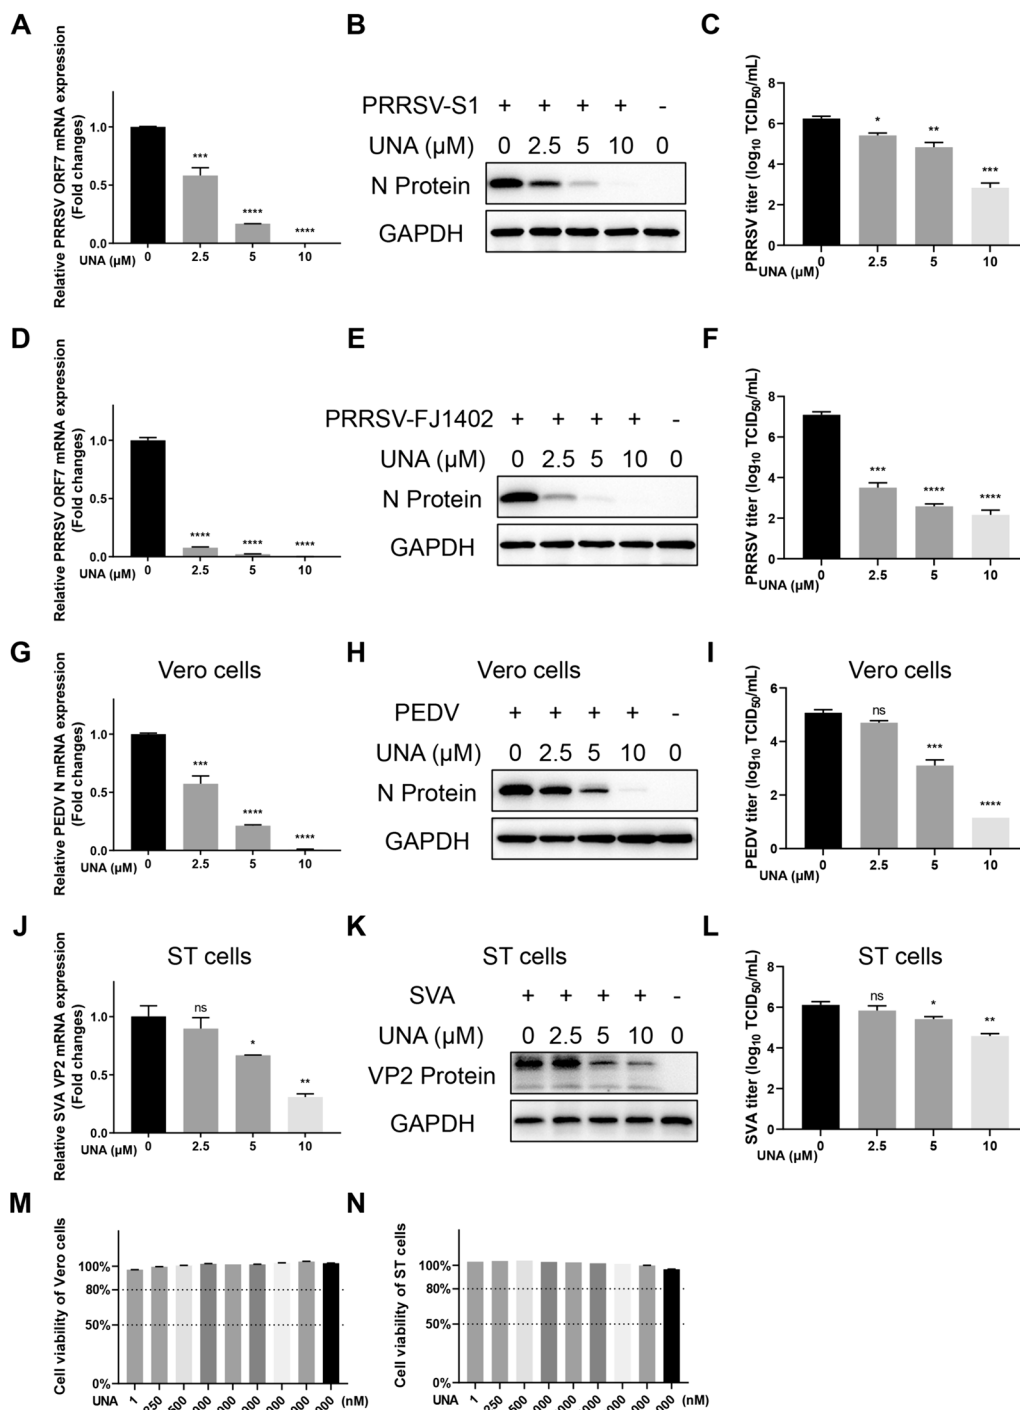 A
Relative PRRSV ORF7 mRNA expression
(Fold changes)
1.0
0.5
0.0
***
****
****
UNA (μM)
0 2.5 5 10
B
PRRSV-S1 + + + + -
UNA (μM) 0 2.5 5 10 0
N Protein
GAPDH
C
PRRSV titer (log10 TCID50/mL)
8
6
4
2
0
*
**
***
UNA (μM)
0 2.5 5 10
D
Relative PRRSV ORF7 mRNA expression
(Fold changes)
1.0
0.5
0.0
****
****
****
UNA (μM)
0 2.5 5 10
E
PRRSV-FJ1402 + + + + -
UNA (μM) 0 2.5 5 10 0
N Protein
GAPDH
F
PRRSV titer (log10 TCID50/mL)
8
6
4
2
0
***
****
****
UNA (μM)
0 2.5 5 10
G
Vero cells
Relative PEDV N mRNA expression
(Fold changes)
1.0
0.5
0.0
***
****
****
UNA (μM)
0 2.5 5 10
H
Vero cells
PEDV + + + + -
UNA (μM) 0 2.5 5 10 0
N Protein
GAPDH
I
Vero cells
PEDV titer (log10 TCID50/mL)
6
4
2
0
ns
***
****
UNA (μM)
0 2.5 5 10
J
ST cells
Relative SVA VP2 mRNA expression
(Fold changes)
1.0
0.5
0.0
ns
*
**
UNA (μM)
0 2.5 5 10
K
ST cells
SVA + + + + -
UNA (μM) 0 2.5 5 10 0
VP2 Protein
GAPDH
L
ST cells
SVA titer (log10 TCID50/mL)
6
4
2
0
ns
*
**
UNA (μM)
0 2.5 5 10
M
Cell viability of Vero cells
100%
80%
50%
0%
UNA 1 250 500 (nM)
N
Cell viability of ST cells
100%
80%
50%
0%
UNA 1 250 500 (nM)